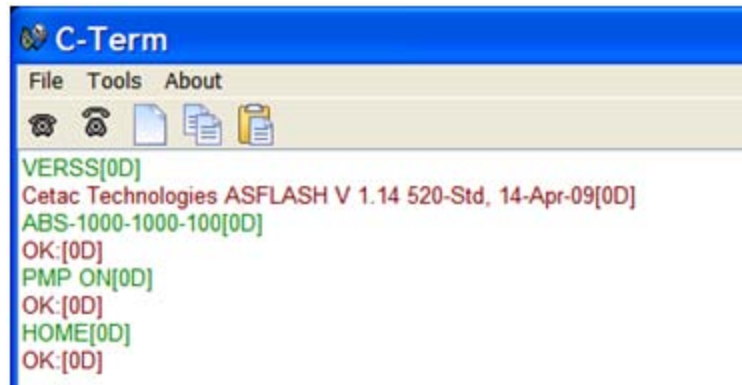 C-Term
File Tools About
VERSS[0D]
Cetac Technologies ASFLASH V 1.14 520-Std, 14-Apr-09[0D]
ABS-1000-1000-100[0D]
OK:[0D]
PMP ON[0D]
OK:[0D]
HOME[0D]
OK:[0D]